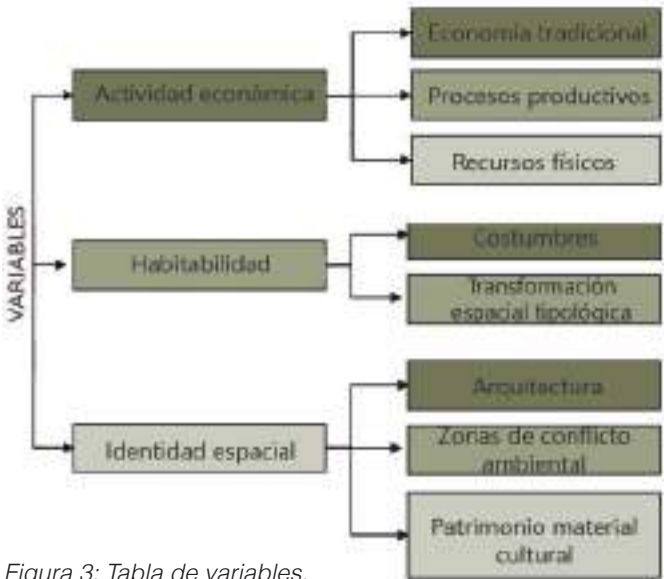 VARIABLES
Actividad económica
Economía tradicional
Procesos productivos
Recursos físicos
Habitabilidad
Costumbres
Transformación
espacial tipológica
Identidad espacial
Arquitectura
Zonas de conflicto
ambiental
Patrimonio material
cultural
Figura 3: Tabla de variables.